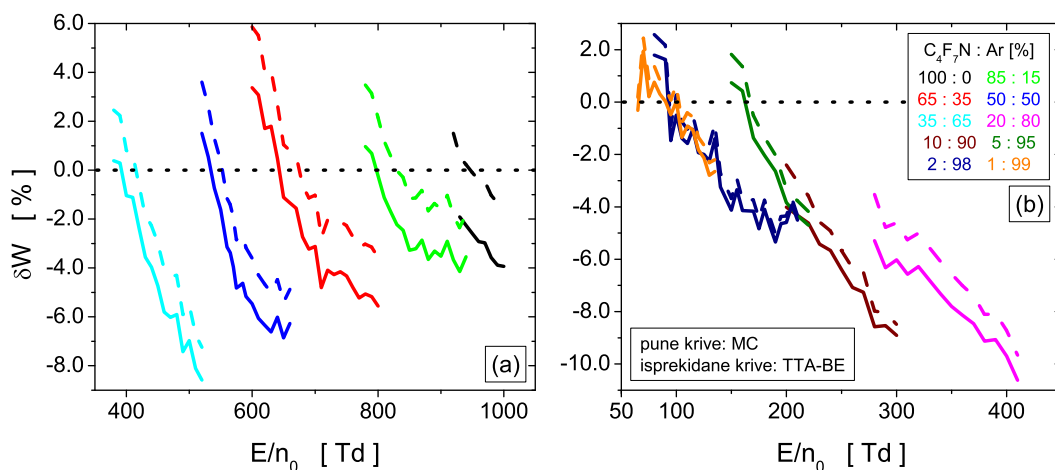 6.0
4.0
2.0
0.0
-2.0
-4.0
-6.0
-8.0
δW [ % ]
400 600 800 1000
E/n₀ [ Td ]
(a)
2.0
0.0
-2.0
-4.0
-6.0
-8.0
-10.0
50 100 200 300 400
E/n₀ [ Td ]
C₄F₇N : Ar [%]
100 : 0 85 : 15
65 : 35 50 : 50
35 : 65 20 : 80
10 : 90 5 : 95
2 : 98 1 : 99
(b)
pune krive: MC
isprekidane krive: TTA-BE